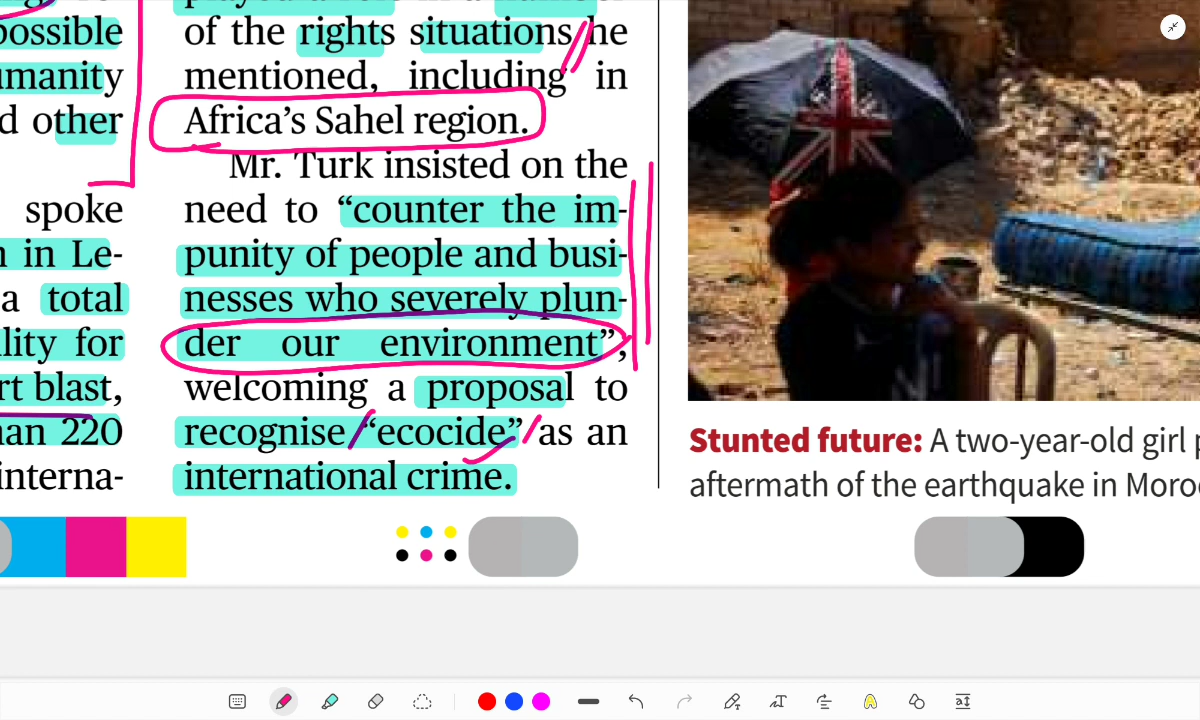 possible
umanity
d other
spoke
n in Le-
a total
ility for
rt blast,
han 220
interna-
of the rights situations he
mentioned, including in
Africa’s Sahel region.
Mr. Turk insisted on the
need to “counter the im-
punity of people and busi-
nesses who severely plun-
der our environment”,
welcoming a proposal to
recognise “ecocide” as an
international crime.
Stunted future: A two-year-old girl p
aftermath of the earthquake in Moroc